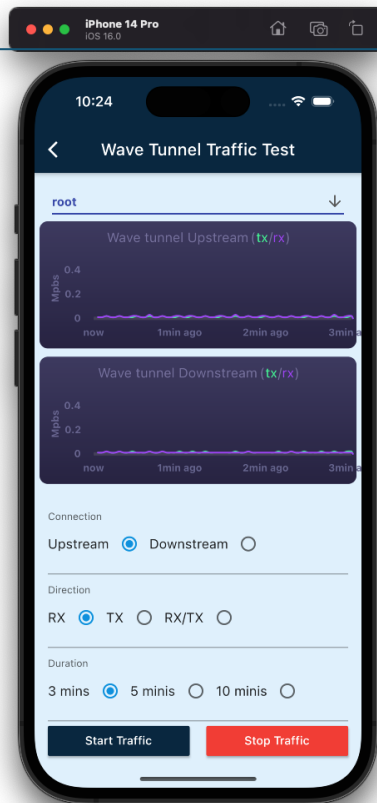 iPhone 14 Pro
iOS 16.0
10:24
Wave Tunnel Traffic Test
root
Wave tunnel Upstream (tx/rx)
Mpbs
0.4
0.2
0
now 1min ago 2min ago 3min a
Wave tunnel Downstream (tx/rx)
Mpbs
0.4
0.2
0
now 1min ago 2min ago 3min a
Connection
Upstream Downstream
Direction
RX TX RX/TX
Duration
3 mins 5 minis 10 minis
Start Traffic Stop Traffic